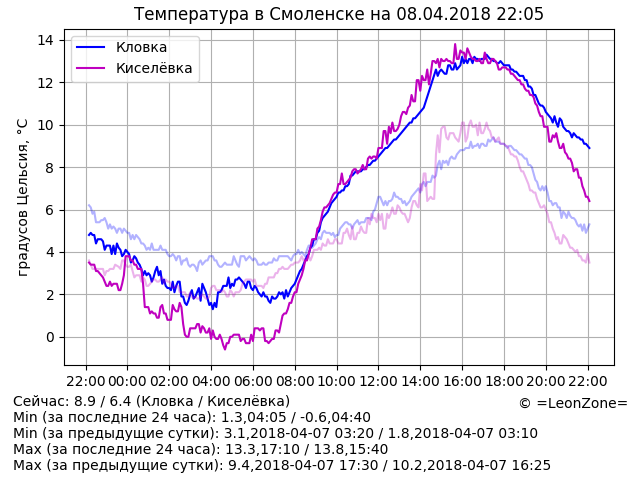 Температура в Смоленске на 08.04.2018 22:05
14
12
10
8
6
4
2
0
градусов Цельсия, °C
Кловка
Киселёвка
22:00 00:00 02:00 04:00 06:00 08:00 10:00 12:00 14:00 16:00 18:00 20:00 22:00
Сейчас: 8.9 / 6.4 (Кловка / Киселёвка)
© =LeonZone=
Min (за последние 24 часа): 1.3,04:05 / -0.6,04:40
Min (за предыдущие сутки): 3.1,2018-04-07 03:20 / 1.8,2018-04-07 03:10
Max (за последние 24 часа): 13.3,17:10 / 13.8,15:40
Max (за предыдущие сутки): 9.4,2018-04-07 17:30 / 10.2,2018-04-07 16:25